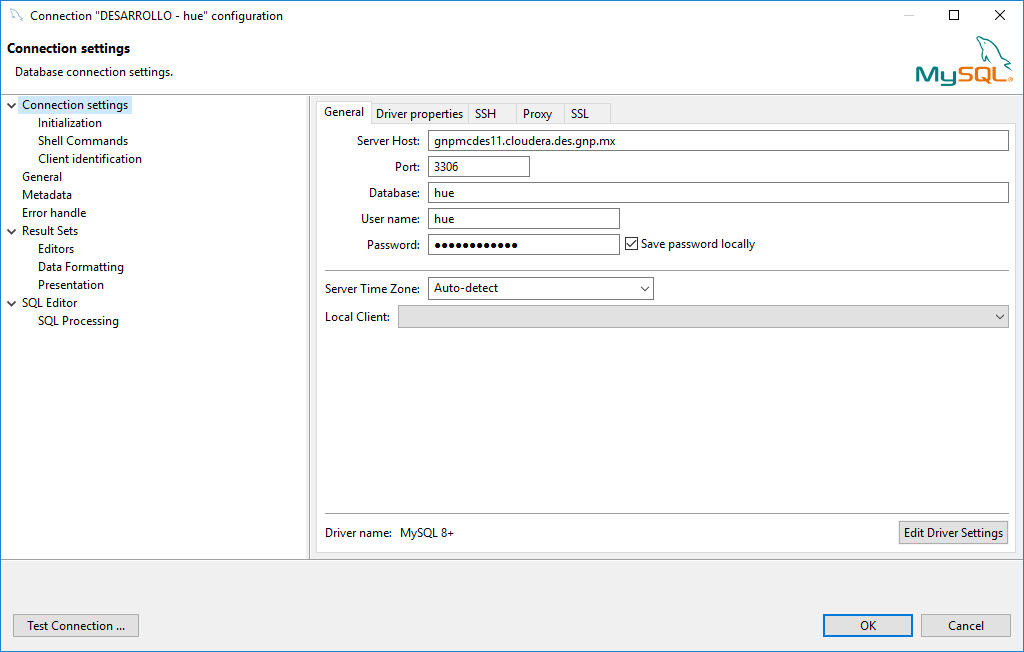 Connection "DESARROLLO - hue" configuration
Connection settings
Database connection settings.
MySQL®
Connection settings
Initialization
Shell Commands
Client identification
General
Metadata
Error handle
Result Sets
Editors
Data Formatting
Presentation
SQL Editor
SQL Processing
General Driver properties SSH Proxy SSL
Server Host: gnpmcdes11.cloudera.des.gnp.mx
Port: 3306
Database: hue
User name: hue
Password: ●●●●●●●●●●●● Save password locally
Server Time Zone: Auto-detect
Local Client:
Driver name: MySQL 8+ Edit Driver Settings
Test Connection ... OK Cancel